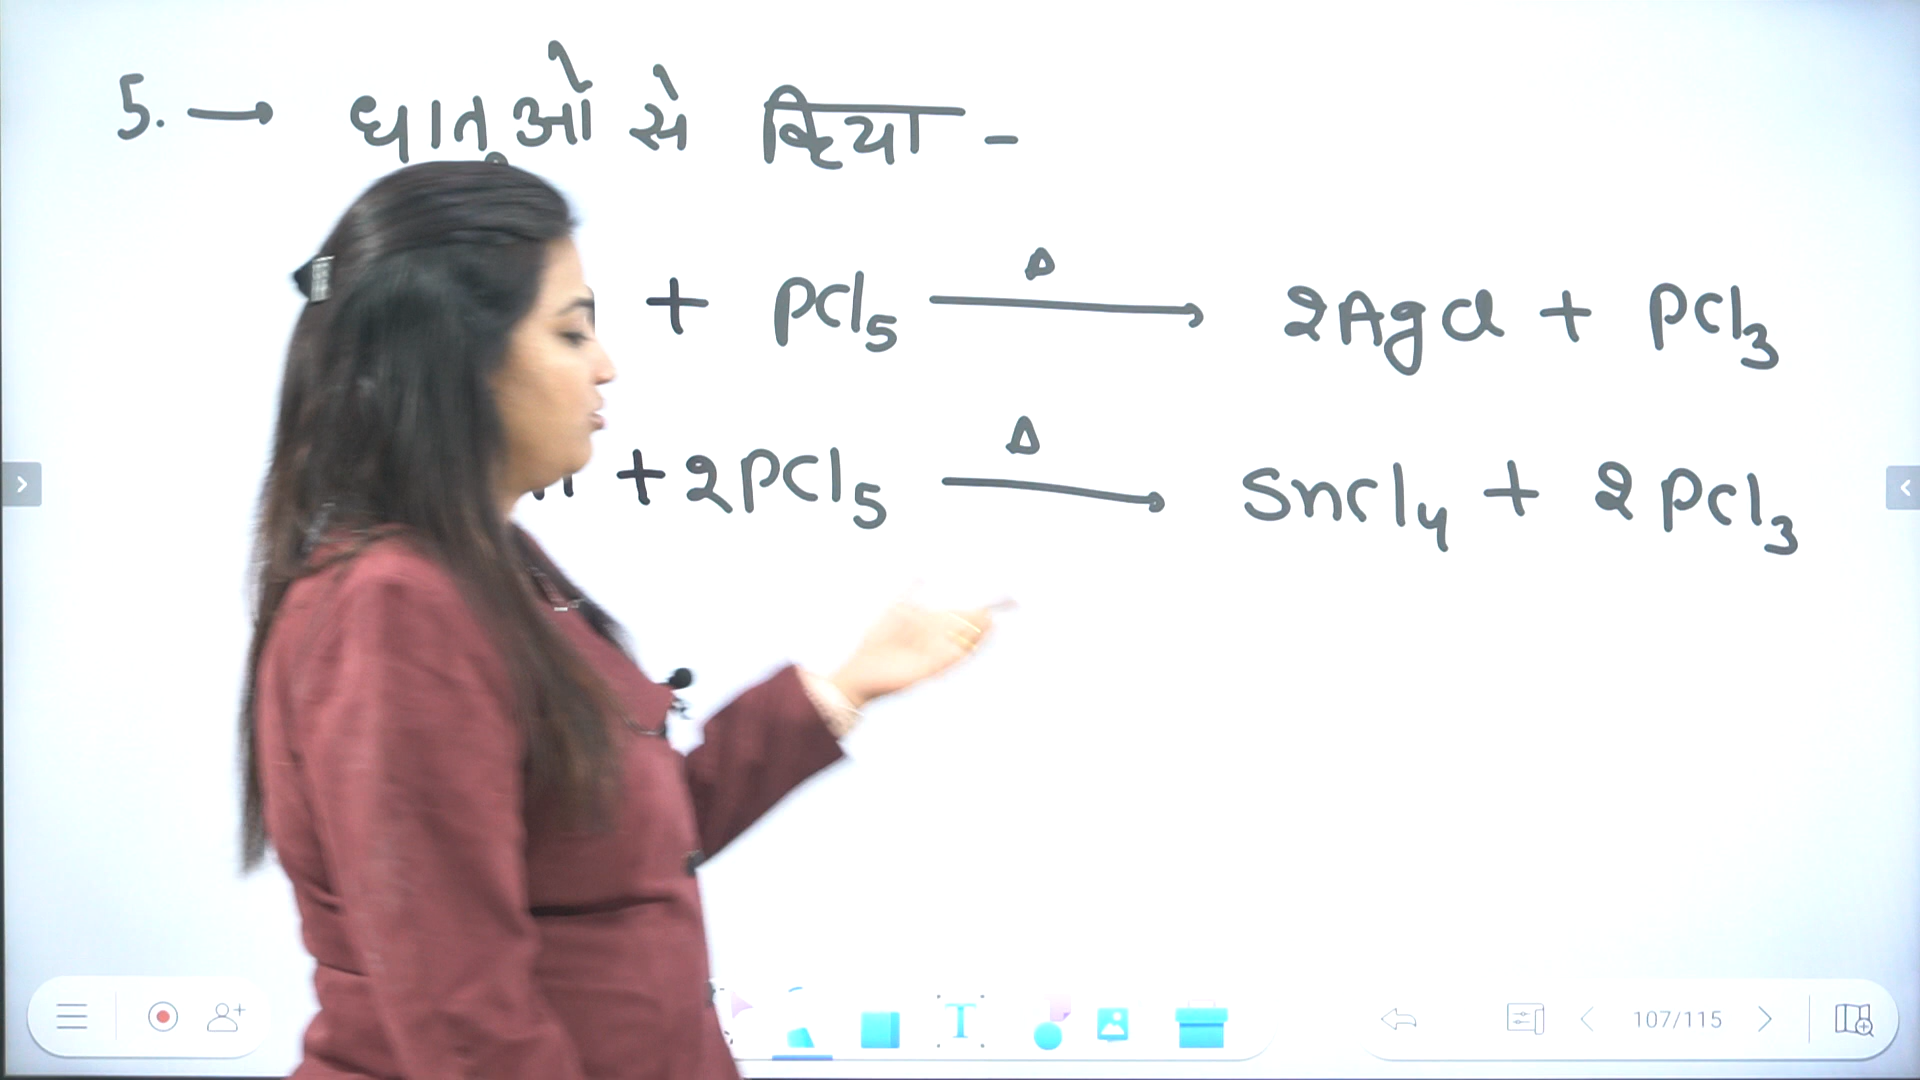 5. → धातुओं से क्रिया -
+ PCl₅ —Δ→ 2AgCl + PCl₃
+ 2PCl₅ —Δ→ SnCl₄ + 2PCl₃
T
107/115